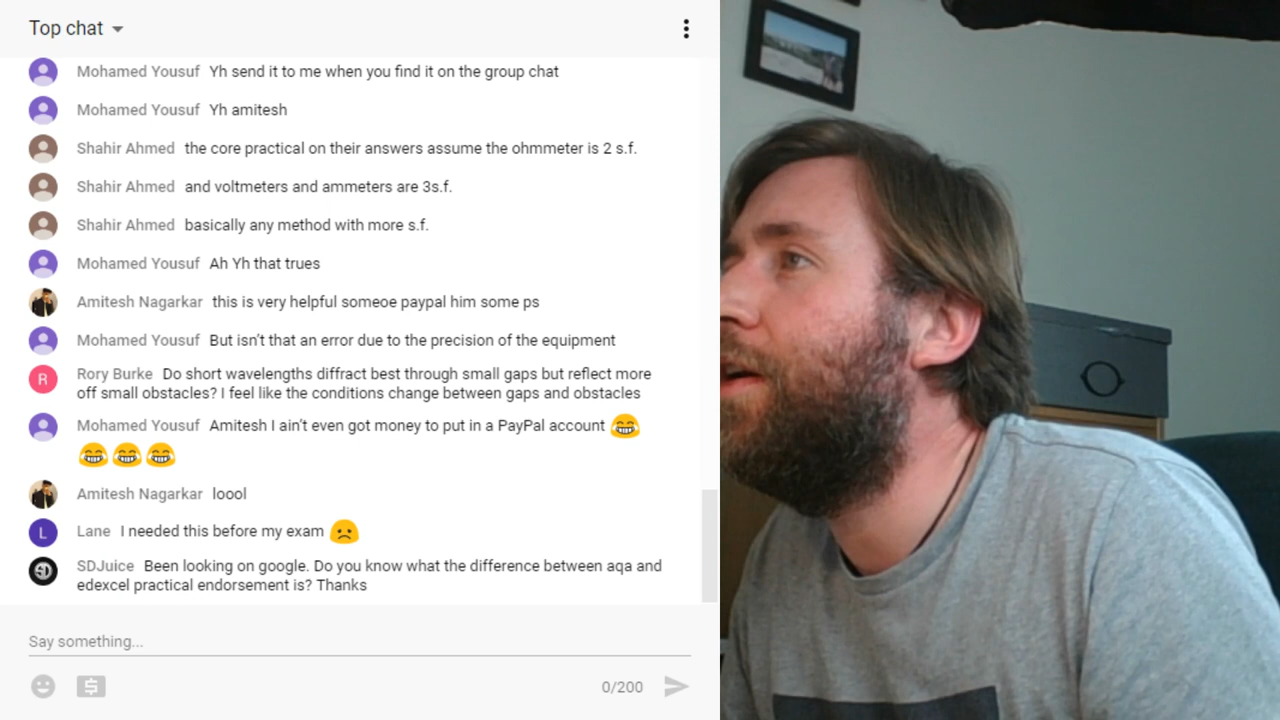 Top chat
Mohamed Yousuf Yh send it to me when you find it on the group chat
Mohamed Yousuf Yh amitesh
Shahir Ahmed the core practical on their answers assume the ohmmeter is 2 s.f.
Shahir Ahmed and voltmeters and ammeters are 3s.f.
Shahir Ahmed basically any method with more s.f.
Mohamed Yousuf Ah Yh that trues
Amitesh Nagarkar this is very helpful someoe paypal him some ps
Mohamed Yousuf But isn't that an error due to the precision of the equipment
R Rory Burke Do short wavelengths diffract best through small gaps but reflect more
off small obstacles? I feel like the conditions change between gaps and obstacles
Mohamed Yousuf Amitesh I ain't even got money to put in a PayPal account 😂
😂😂😂
Amitesh Nagarkar loool
L Lane I needed this before my exam ☹️
SD SDJuice Been looking on google. Do you know what the difference between aqa and
edexcel practical endorsement is? Thanks
Say something...
0/200